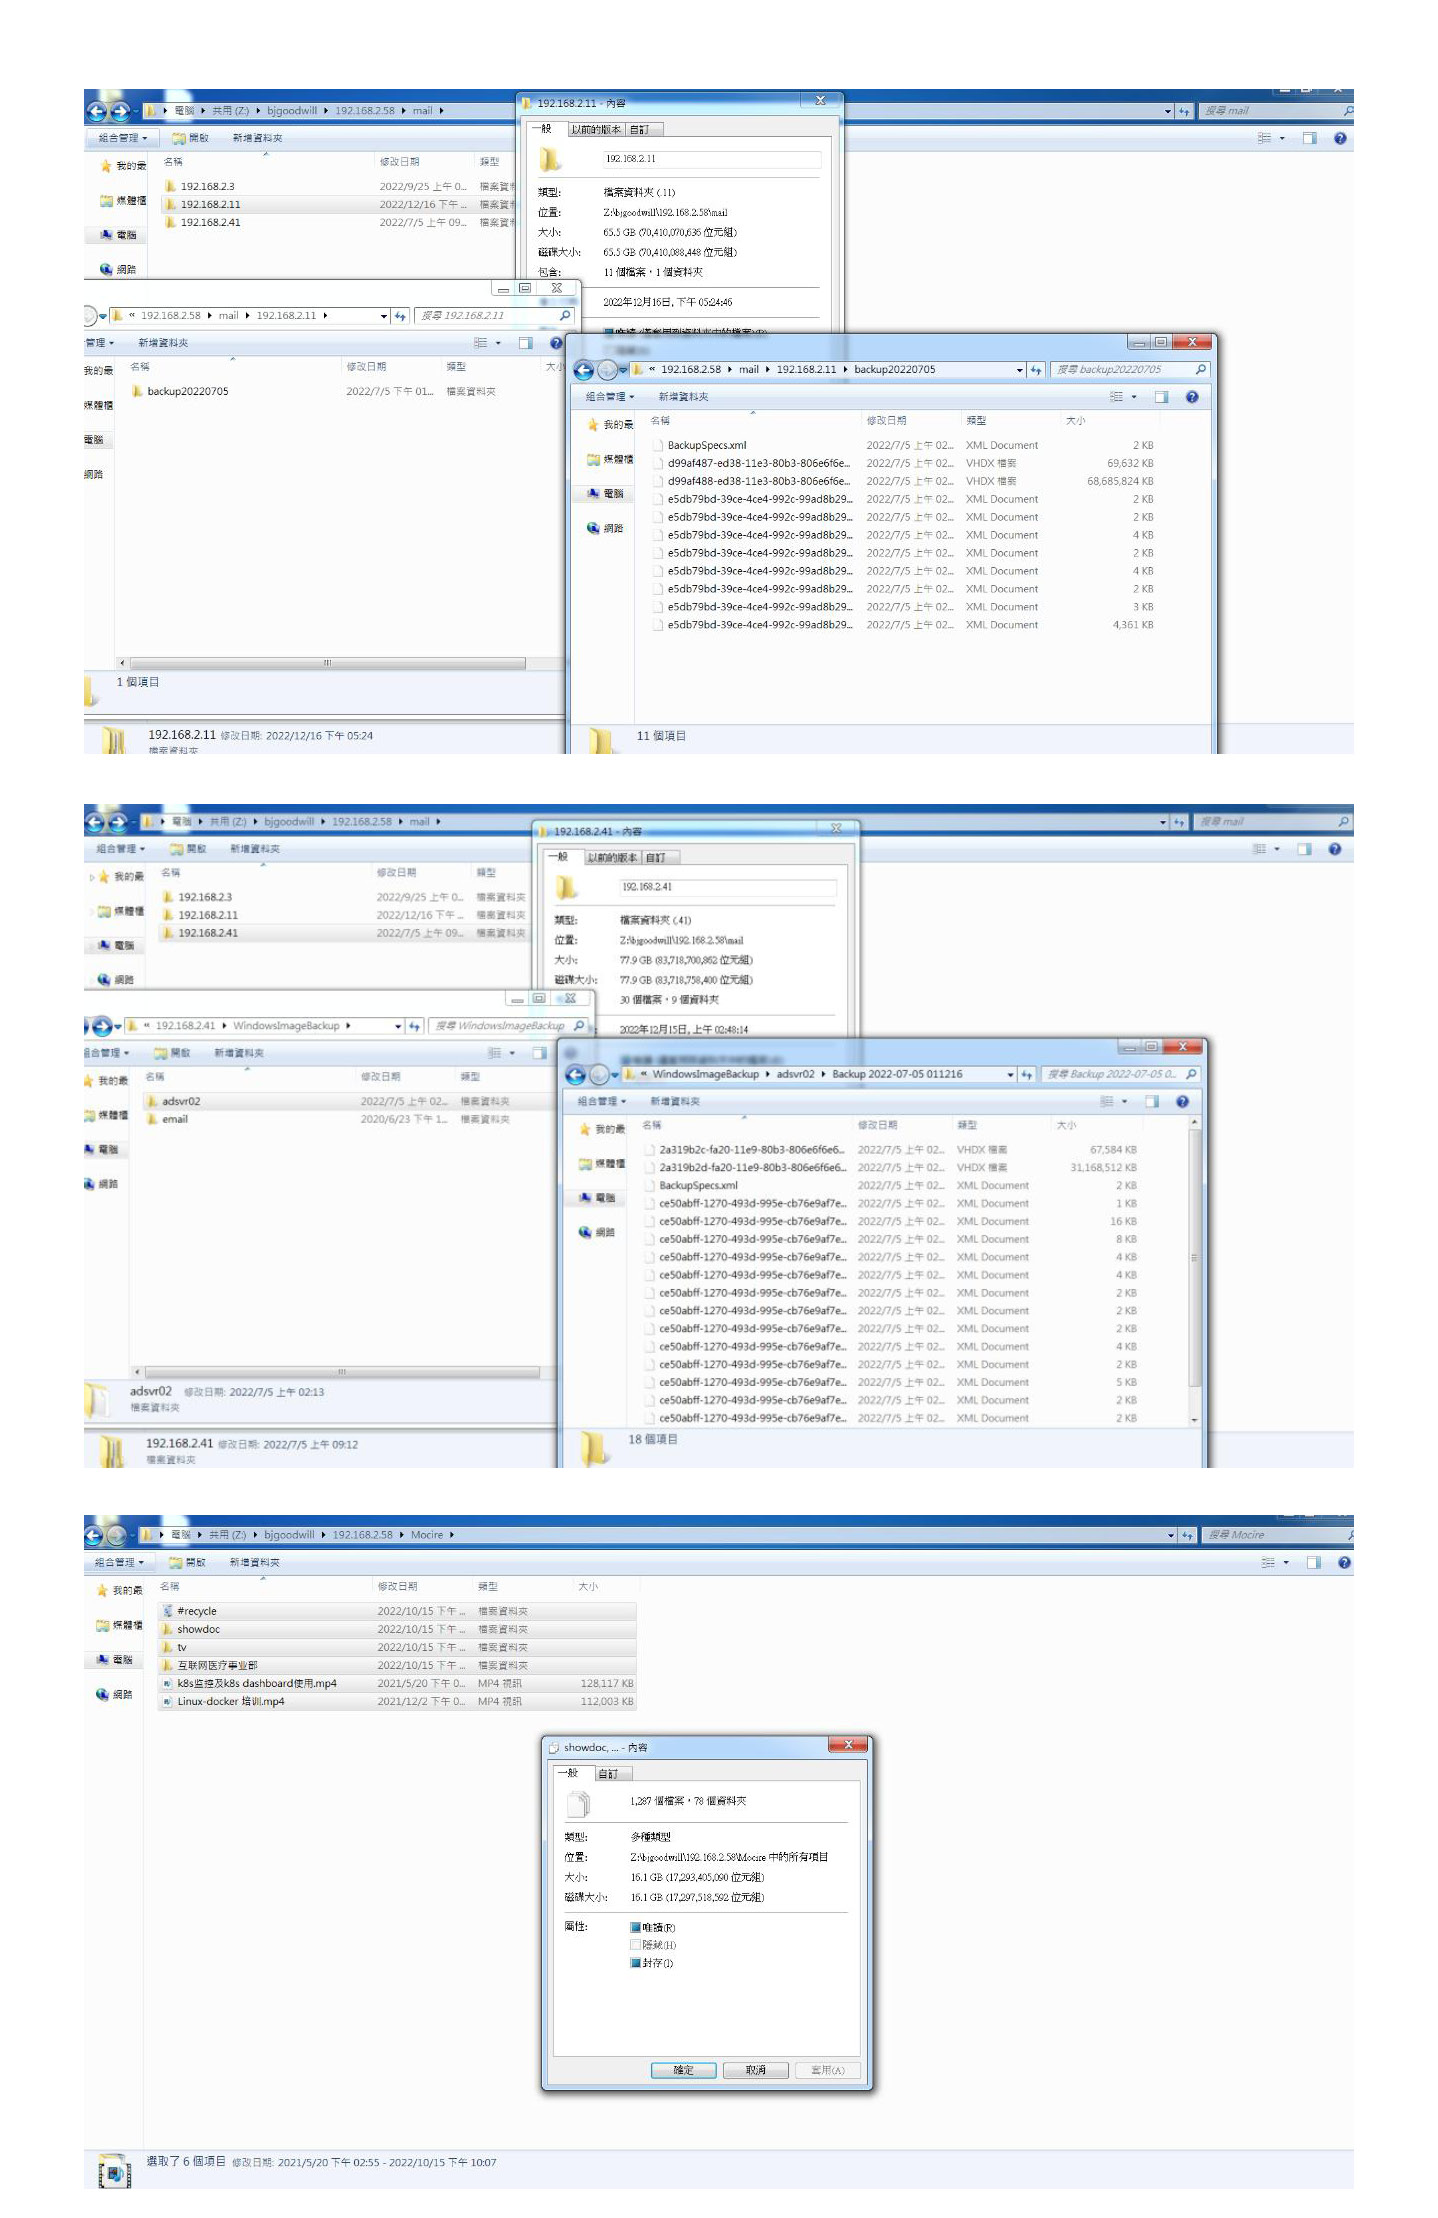 電腦 ▸ 共用 (Z:) ▸ bjgoodwill ▸ 192.168.2.58 ▸ mail ▸
搜尋 mail
組合管理 開啟 新增資料夾
我的最
媒體櫃
電腦
網路
名稱 修改日期 類型
192.168.2.3 2022/9/25 上午 0... 檔案資料
192.168.2.11 2022/12/16 下午 ... 檔案資
192.168.2.41 2022/7/5 上午 09... 檔案資
192.168.2.11 - 內容
一般 以前的版本 自訂
192.168.2.11
類型: 檔案資料夾 (.11)
位置: Z:\bjgoodwill\192.168.2.58\mail
大小: 65.5 GB (70,410,070,636 位元組)
磁碟大小: 65.5 GB (70,410,088,448 位元組)
包含: 11 個檔案，1 個資料夾
2022年12月16日, 下午 05:24:46
« 192.168.2.58 ▸ mail ▸ 192.168.2.11 ▸
搜尋 192.168.2.11
管理 新增資料夾
我的最
媒體櫃
電腦
網路
名稱 修改日期 類型 大小
backup20220705 2022/7/5 下午 01... 檔案資料夾
1 個項目
192.168.2.11 修改日期: 2022/12/16 下午 05:24
檔案資料夾
« 192.168.2.58 ▸ mail ▸ 192.168.2.11 ▸ backup20220705
搜尋 backup20220705
組合管理 新增資料夾
我的最
媒體櫃
電腦
網路
名稱 修改日期 類型 大小
BackupSpecs.xml 2022/7/5 上午 02... XML Document 2 KB
d99af487-ed38-11e3-80b3-806e6f6e... 2022/7/5 上午 02... VHDX 檔案 69,632 KB
d99af488-ed38-11e3-80b3-806e6f6e... 2022/7/5 上午 02... VHDX 檔案 68,685,824 KB
e5db79bd-39ce-4ce4-992c-99ad8b29... 2022/7/5 上午 02... XML Document 2 KB
e5db79bd-39ce-4ce4-992c-99ad8b29... 2022/7/5 上午 02... XML Document 2 KB
e5db79bd-39ce-4ce4-992c-99ad8b29... 2022/7/5 上午 02... XML Document 4 KB
e5db79bd-39ce-4ce4-992c-99ad8b29... 2022/7/5 上午 02... XML Document 2 KB
e5db79bd-39ce-4ce4-992c-99ad8b29... 2022/7/5 上午 02... XML Document 4 KB
e5db79bd-39ce-4ce4-992c-99ad8b29... 2022/7/5 上午 02... XML Document 2 KB
e5db79bd-39ce-4ce4-992c-99ad8b29... 2022/7/5 上午 02... XML Document 3 KB
e5db79bd-39ce-4ce4-992c-99ad8b29... 2022/7/5 上午 02... XML Document 4,361 KB
11 個項目
電腦 ▸ 共用 (Z:) ▸ bjgoodwill ▸ 192.168.2.58 ▸ mail ▸
搜尋 mail
組合管理 開啟 新增資料夾
我的最
媒體櫃
電腦
網路
名稱 修改日期 類型
192.168.2.3 2022/9/25 上午 0... 檔案資料夾
192.168.2.11 2022/12/16 下午 ... 檔案資料夾
192.168.2.41 2022/7/5 上午 09... 檔案資料夾
192.168.2.41 - 內容
一般 以前的版本 自訂
192.168.2.41
類型: 檔案資料夾 (.41)
位置: Z:\bjgoodwill\192.168.2.58\mail
大小: 77.9 GB (83,718,700,862 位元組)
磁碟大小: 77.9 GB (83,718,758,400 位元組)
30 個檔案，9 個資料夾
2022年12月15日, 上午 02:48:14
« 192.168.2.41 ▸ WindowsImageBackup ▸
搜尋 WindowsImageBackup
組合管理 開啟 新增資料夾
我的最
媒體櫃
電腦
網路
名稱 修改日期 類型
adsvr02 2022/7/5 上午 02... 檔案資料夾
email 2020/6/23 下午 1... 檔案資料夾
adsvr02 修改日期: 2022/7/5 上午 02:13
檔案資料夾
192.168.2.41 修改日期: 2022/7/5 上午 09:12
檔案資料夾
« WindowsImageBackup ▸ adsvr02 ▸ Backup 2022-07-05 011216
搜尋 Backup 2022-07-05 0...
組合管理 新增資料夾
我的最
媒體櫃
電腦
網路
名稱 修改日期 類型 大小
2a319b2c-fa20-11e9-80b3-806e6f6e6... 2022/7/5 上午 02... VHDX 檔案 67,584 KB
2a319b2d-fa20-11e9-80b3-806e6f6e6... 2022/7/5 上午 02... VHDX 檔案 31,168,512 KB
BackupSpecs.xml 2022/7/5 上午 02... XML Document 2 KB
ce50abff-1270-493d-995e-cb76e9af7e... 2022/7/5 上午 02... XML Document 1 KB
ce50abff-1270-493d-995e-cb76e9af7e... 2022/7/5 上午 02... XML Document 16 KB
ce50abff-1270-493d-995e-cb76e9af7e... 2022/7/5 上午 02... XML Document 8 KB
ce50abff-1270-493d-995e-cb76e9af7e... 2022/7/5 上午 02... XML Document 4 KB
ce50abff-1270-493d-995e-cb76e9af7e... 2022/7/5 上午 02... XML Document 4 KB
ce50abff-1270-493d-995e-cb76e9af7e... 2022/7/5 上午 02... XML Document 2 KB
ce50abff-1270-493d-995e-cb76e9af7e... 2022/7/5 上午 02... XML Document 2 KB
ce50abff-1270-493d-995e-cb76e9af7e... 2022/7/5 上午 02... XML Document 2 KB
ce50abff-1270-493d-995e-cb76e9af7e... 2022/7/5 上午 02... XML Document 4 KB
ce50abff-1270-493d-995e-cb76e9af7e... 2022/7/5 上午 02... XML Document 2 KB
ce50abff-1270-493d-995e-cb76e9af7e... 2022/7/5 上午 02... XML Document 5 KB
ce50abff-1270-493d-995e-cb76e9af7e... 2022/7/5 上午 02... XML Document 2 KB
ce50abff-1270-493d-995e-cb76e9af7e... 2022/7/5 上午 02... XML Document 2 KB
18 個項目
電腦 ▸ 共用 (Z:) ▸ bjgoodwill ▸ 192.168.2.58 ▸ Mocire ▸
搜尋 Mocire
組合管理 開啟 新增資料夾
我的最
媒體櫃
電腦
網路
名稱 修改日期 類型 大小
#recycle 2022/10/15 下午 ... 檔案資料夾
showdoc 2022/10/15 下午 ... 檔案資料夾
tv 2022/10/15 下午 ... 檔案資料夾
互联网医疗事业部 2022/10/15 下午 ... 檔案資料夾
k8s监控及k8s dashboard使用.mp4 2021/5/20 下午 0... MP4 視訊 128,117 KB
Linux-docker 培训.mp4 2021/12/2 下午 0... MP4 視訊 112,003 KB
showdoc, ... - 內容
一般 自訂
1,287 個檔案，78 個資料夾
類型: 多種類型
位置: Z:\bjgoodwill\192.168.2.58\Mocire 中的所有項目
大小: 16.1 GB (17,293,405,090 位元組)
磁碟大小: 16.1 GB (17,297,518,592 位元組)
屬性: 唯讀(R)
隱藏(H)
封存(I)
確定 取消 套用(A)
選取了 6 個項目 修改日期: 2021/5/20 下午 02:55 - 2022/10/15 下午 10:07